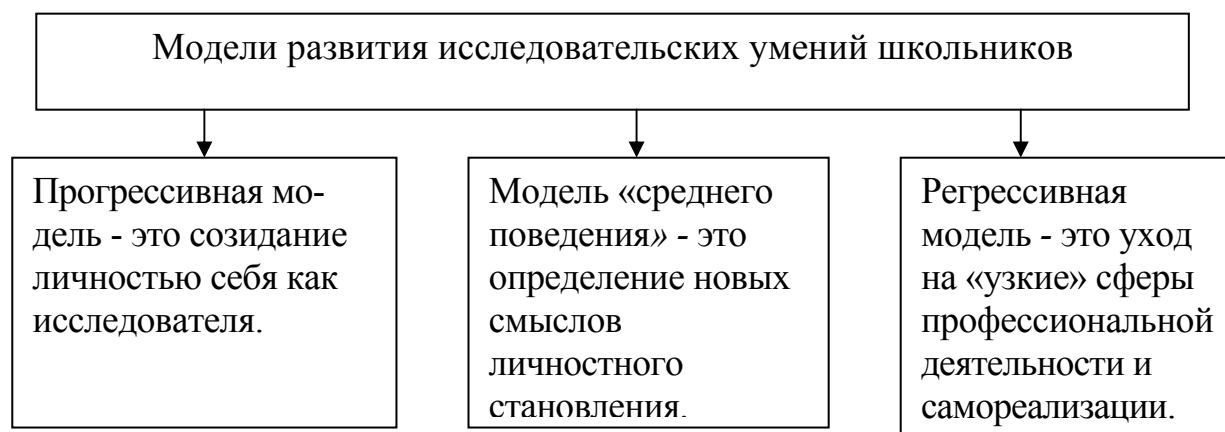 Модели развития исследовательских умений школьников
Прогрессивная мо-
дель - это созидание
личностью себя как
исследователя.
Модель «среднего
поведения» - это
определение новых
смыслов
личностного
становления.
Регрессивная
модель - это уход
на «узкие» сферы
профессиональной
деятельности и
самореализации.